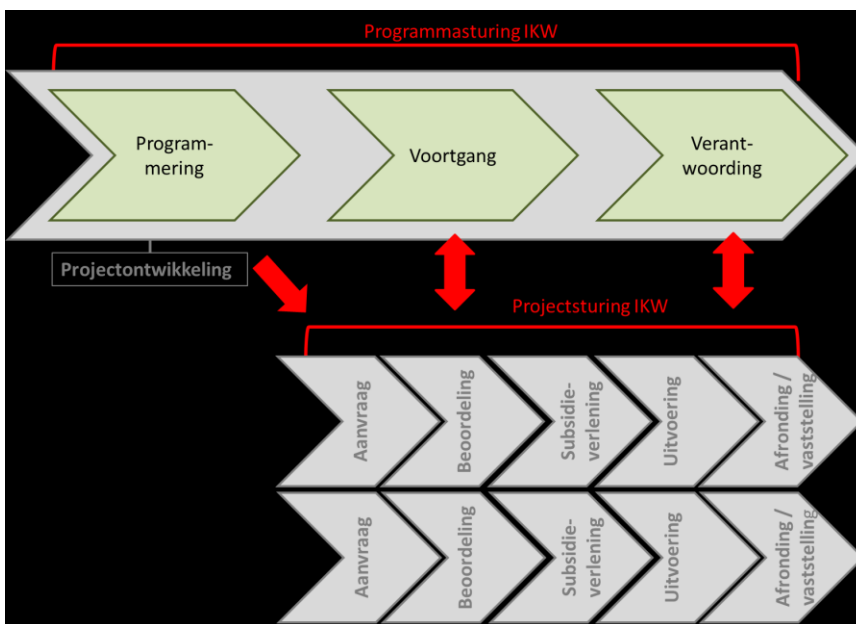 Programmasturing IKW
Program-
mering
Voortgang
Verant-
woording
Projectontwikkeling
Projectsturing IKW
Aanvraag
Beoordeling
Subsidie-
verlening
Uitvoering
Afronding /
vaststelling
Aanvraag
Beoordeling
Subsidie-
verlening
Uitvoering
Afronding /
vaststelling